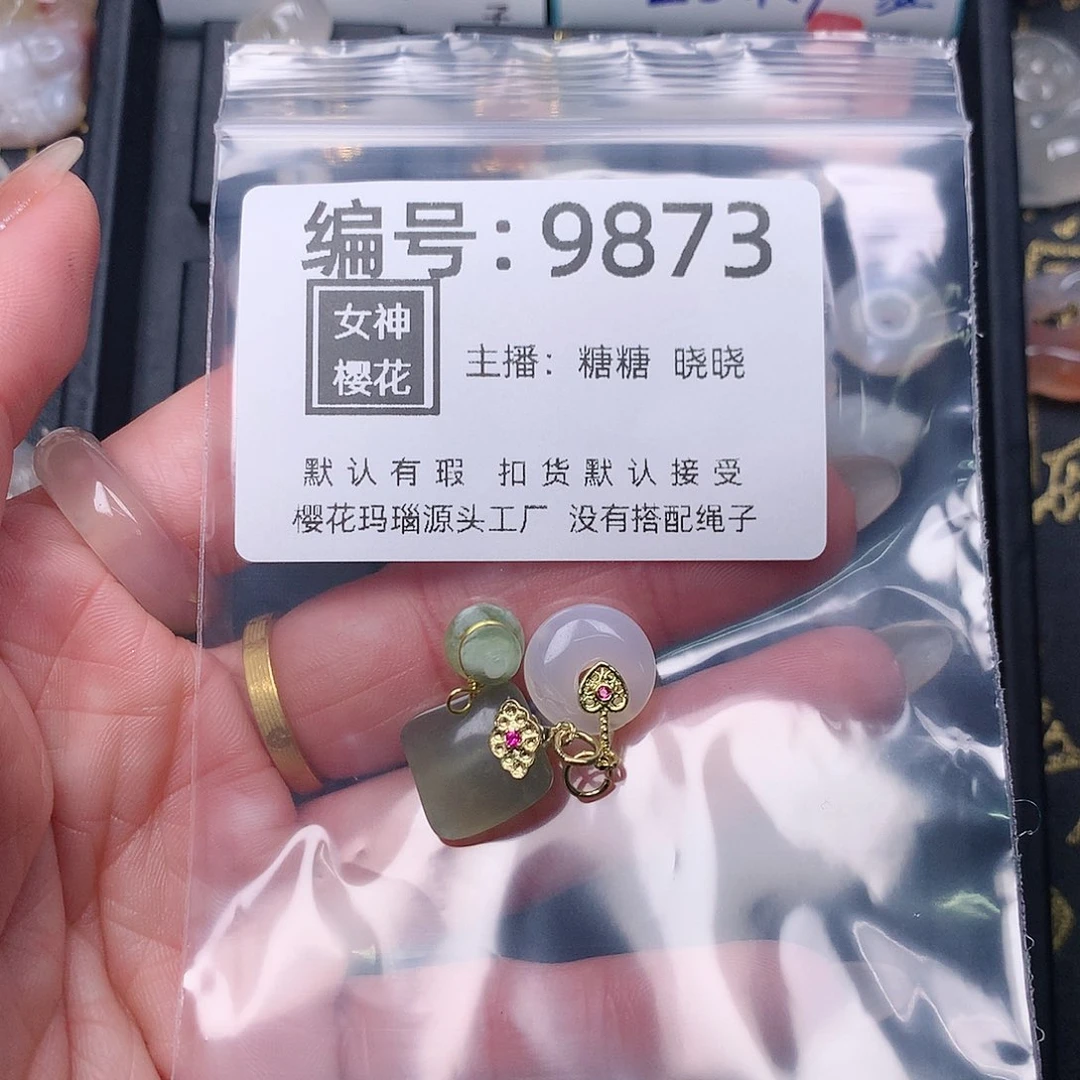 子
编号:9873
女神
樱花
主播: 糖糖 晓晓
默认有瑕 扣货默认接受
樱花玛瑙源头工厂 没有搭配绳子